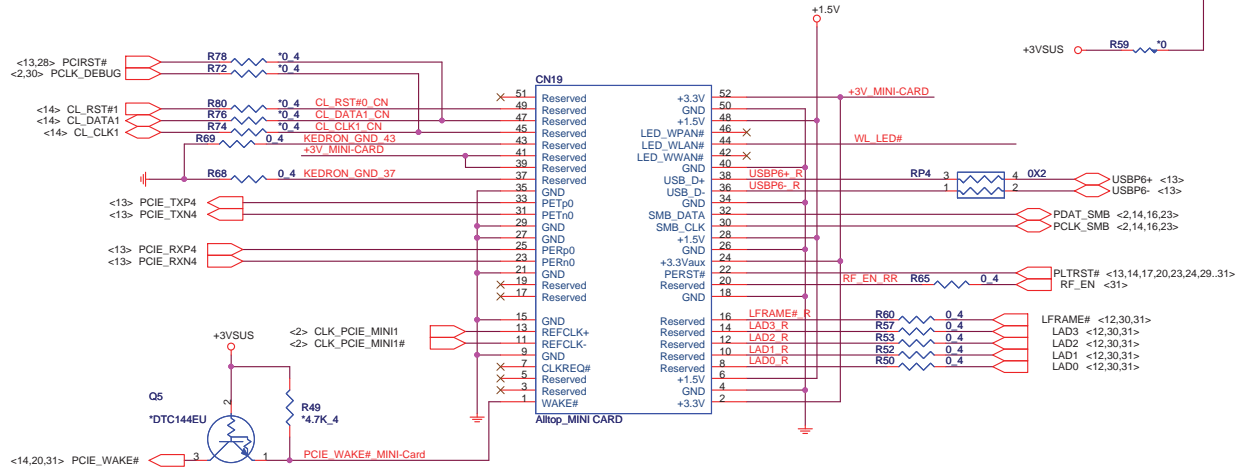 +1.5V
+3VSUS R59 *0
<13,28> PCIRST# R78 *0_4
<2,30> PCLK_DEBUG R72 *0_4
CN19
<14> CL_RST#1 R80 *0_4 CL_RST#0_CN
<14> CL_DATA1 R76 *0_4 CL_DATA1_CN
<14> CL_CLK1 R74 *0_4 CL_CLK1_CN
R69 0_4 KEDRON_GND_43
+3V_MINI-CARD
R68 0_4 KEDRON_GND_37
<13> PCIE_TXP4
<13> PCIE_TXN4
<13> PCIE_RXP4
<13> PCIE_RXN4
<2> CLK_PCIE_MINI1
<2> CLK_PCIE_MINI1#
51 Reserved +3.3V 52 +3V_MINI-CARD
49 Reserved GND 50
47 Reserved +1.5V 48
45 Reserved LED_WPAN# 46
43 Reserved LED_WLAN# 44 WL_LED#
41 Reserved LED_WWAN# 42
39 Reserved GND 40
37 Reserved USB_D+ 38 USBP6+_R RP4 3 4 0X2 USBP6+ <13>
35 GND USB_D- 36 USBP6-_R 1 2 USBP6- <13>
33 PETp0 GND 34
31 PETn0 SMB_DATA 32 PDAT_SMB <2,14,16,23>
29 GND SMB_CLK 30 PCLK_SMB <2,14,16,23>
27 GND +1.5V 28
25 PERp0 GND 26
23 PERn0 +3.3Vaux 24
21 GND PERST# 22 PLTRST# <13,14,17,20,23,24,29..31>
19 Reserved Reserved 20 RF_EN_RR R65 0_4 RF_EN <31>
17 Reserved GND 18
15 GND Reserved 16 LFRAME#_R R60 0_4 LFRAME# <12,30,31>
13 REFCLK+ Reserved 14 LAD3_R R57 0_4 LAD3 <12,30,31>
11 REFCLK- Reserved 12 LAD2_R R53 0_4 LAD2 <12,30,31>
9 GND Reserved 10 LAD1_R R52 0_4 LAD1 <12,30,31>
7 CLKREQ# Reserved 8 LAD0_R R50 0_4 LAD0 <12,30,31>
5 Reserved +1.5V 6
3 Reserved GND 4
1 WAKE# +3.3V 2
Alltop_MINI CARD
+3VSUS
Q5
*DTC144EU
2
R49
*4.7K_4
<14,20,31> PCIE_WAKE# 3 1 PCIE_WAKE#_MINI-Card